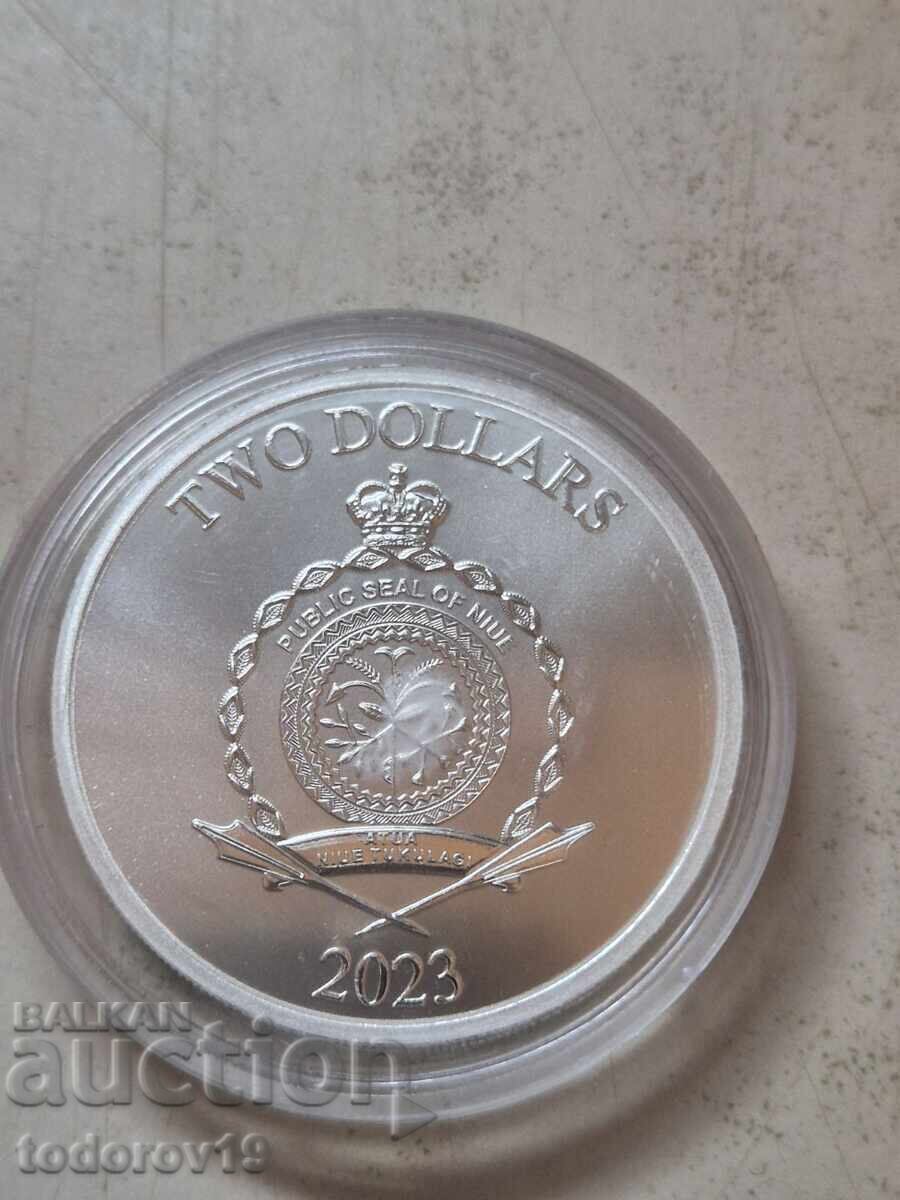 TWO DOLLARS
PUBLIC SEAL OF NIUE
ATUA
NIUE TUKULAGI
2023
BALKAN
auction
todorov19